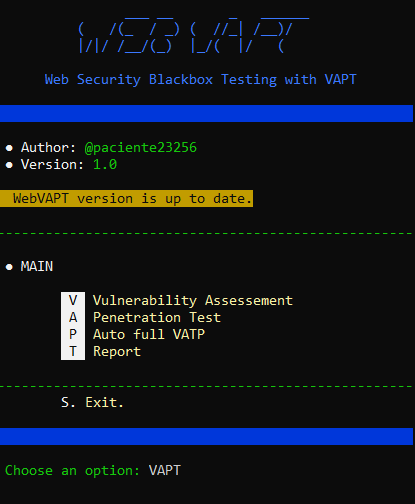 Web Security Blackbox Testing with VAPT
● Author: @paciente23256
● Version: 1.0
WebVAPT version is up to date.
● MAIN
V Vulnerability Assessement
A Penetration Test
P Auto full VATP
T Report
S. Exit.
Choose an option: VAPT